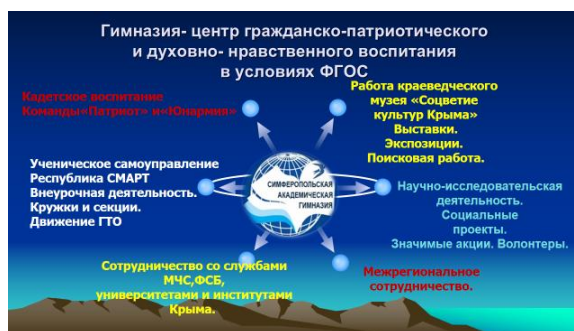 Гимназия- центр гражданско-патриотического
и духовно- нравственного воспитания
в условиях ФГОС
Кадетское воспитание
Команды«Патриот» и«Юнармия»
Работа краеведческого
музея «Соцветие
культур Крыма»
Выставки.
Экспозиции.
Поисковая работа.
Ученическое самоуправление
Республика СМАРТ
Внеурочная деятельность.
Кружки и секции.
Движение ГТО
СИМФЕРОПОЛЬСКАЯ
АКАДЕМИЧЕСКАЯ
ГИМНАЗИЯ
Научно-исследовательская
деятельность.
Социальные
проекты.
Значимые акции. Волонтеры.
Сотрудничество со службами
МЧС,ФСБ,
университетами и институтами
Крыма.
Межрегиональное
сотрудничество.